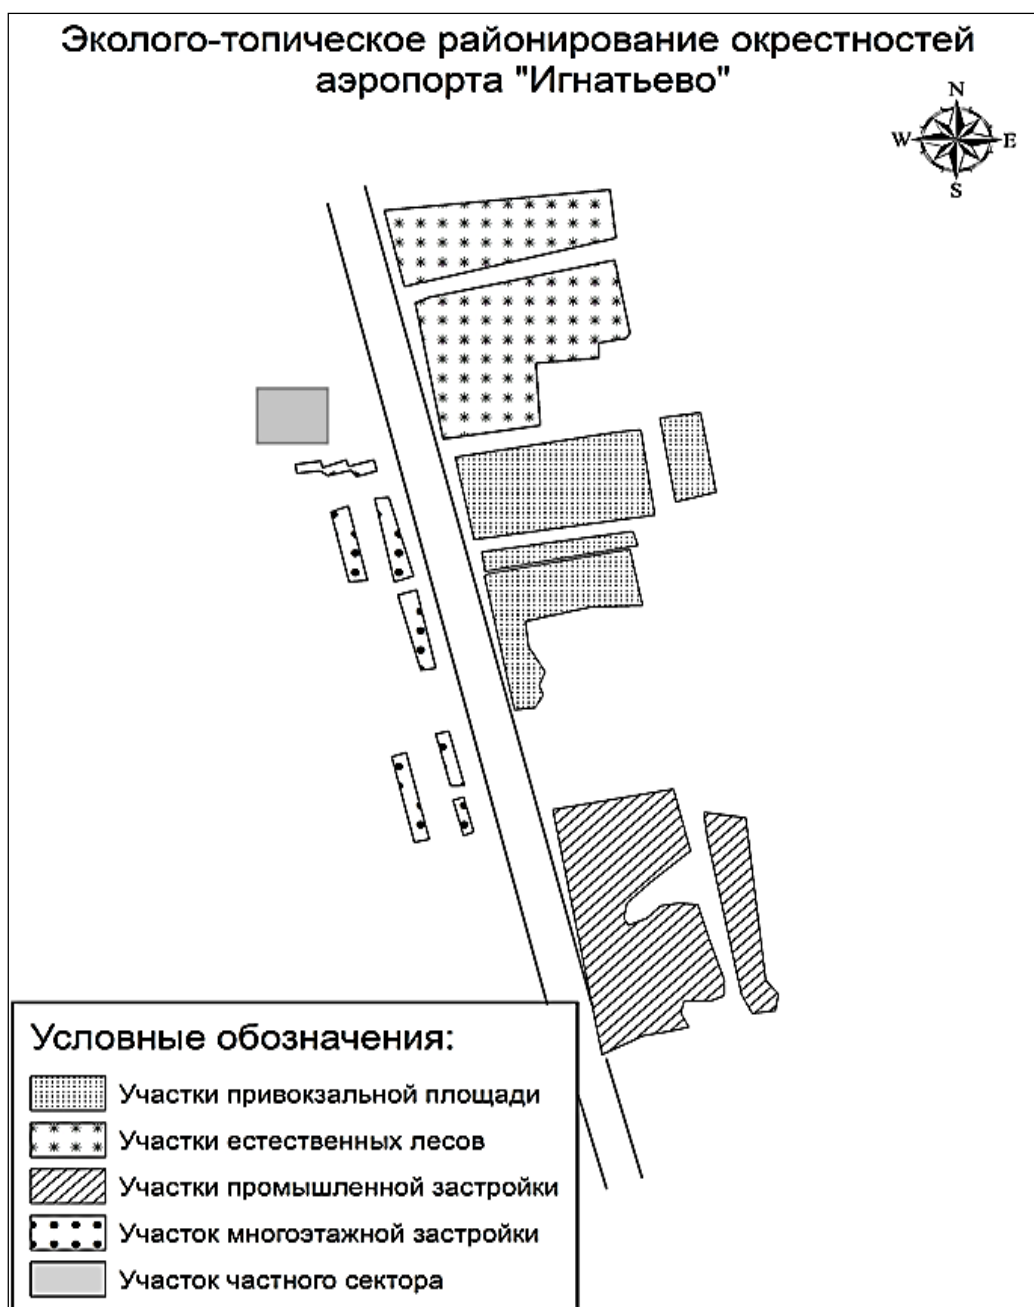 Эколого-топическое районирование окрестностей
аэропорта "Игнатьево"
N
W E
S
Условные обозначения:
Участки привокзальной площади
Участки естественных лесов
Участки промышленной застройки
Участок многоэтажной застройки
Участок частного сектора